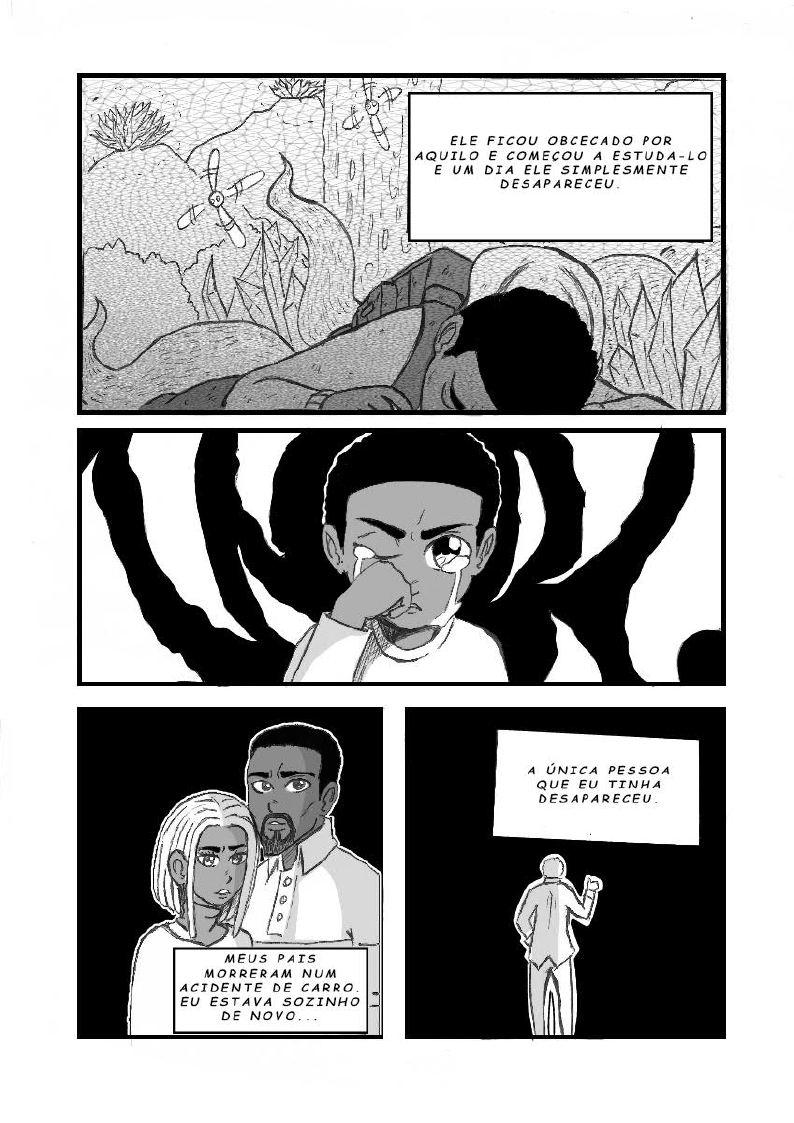 ELE FICOU OBCECADO POR
AQUILO E COMEÇOU A ESTUDA-LO
E UM DIA ELE SIMPLESMENTE
DESAPARECEU.
MEUS PAIS
MORRERAM NUM
ACIDENTE DE CARRO.
EU ESTAVA SOZINHO
DE NOVO...
A ÚNICA PESSOA
QUE EU TINHA
DESAPARECEU.